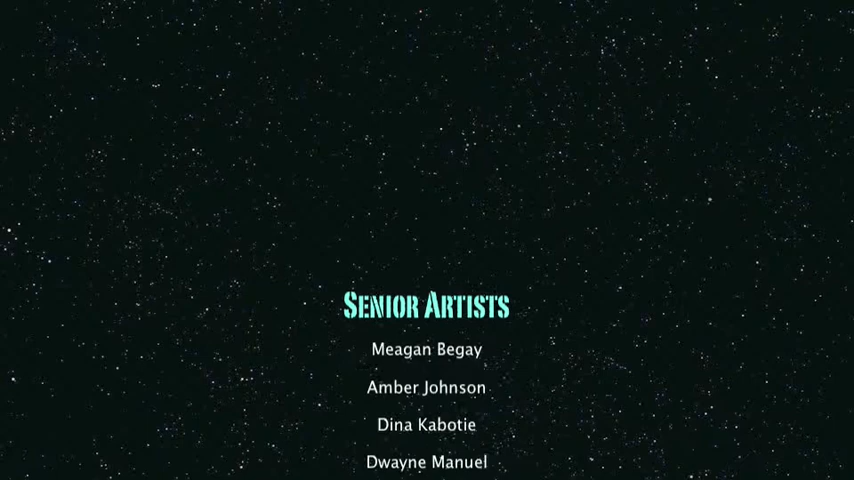 Senior Artists
Meagan Begay
Amber Johnson
Dina Kabotie
Dwayne Manuel